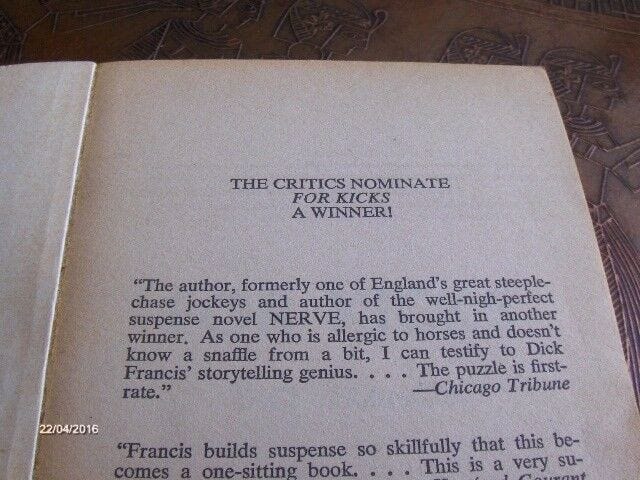 THE CRITICS NOMINATE
FOR KICKS
A WINNER!
“The author, formerly one of England’s great steeple-
chase jockeys and author of the well-nigh-perfect
suspense novel NERVE, has brought in another
winner. As one who is allergic to horses and doesn’t
know a snaffle from a bit, I can testify to Dick
Francis’ storytelling genius. . . . The puzzle is first-
rate.” —Chicago Tribune
“Francis builds suspense so skillfully that this be-
comes a one-sitting book. . . . This is a very su-
Courant
22/04/2016